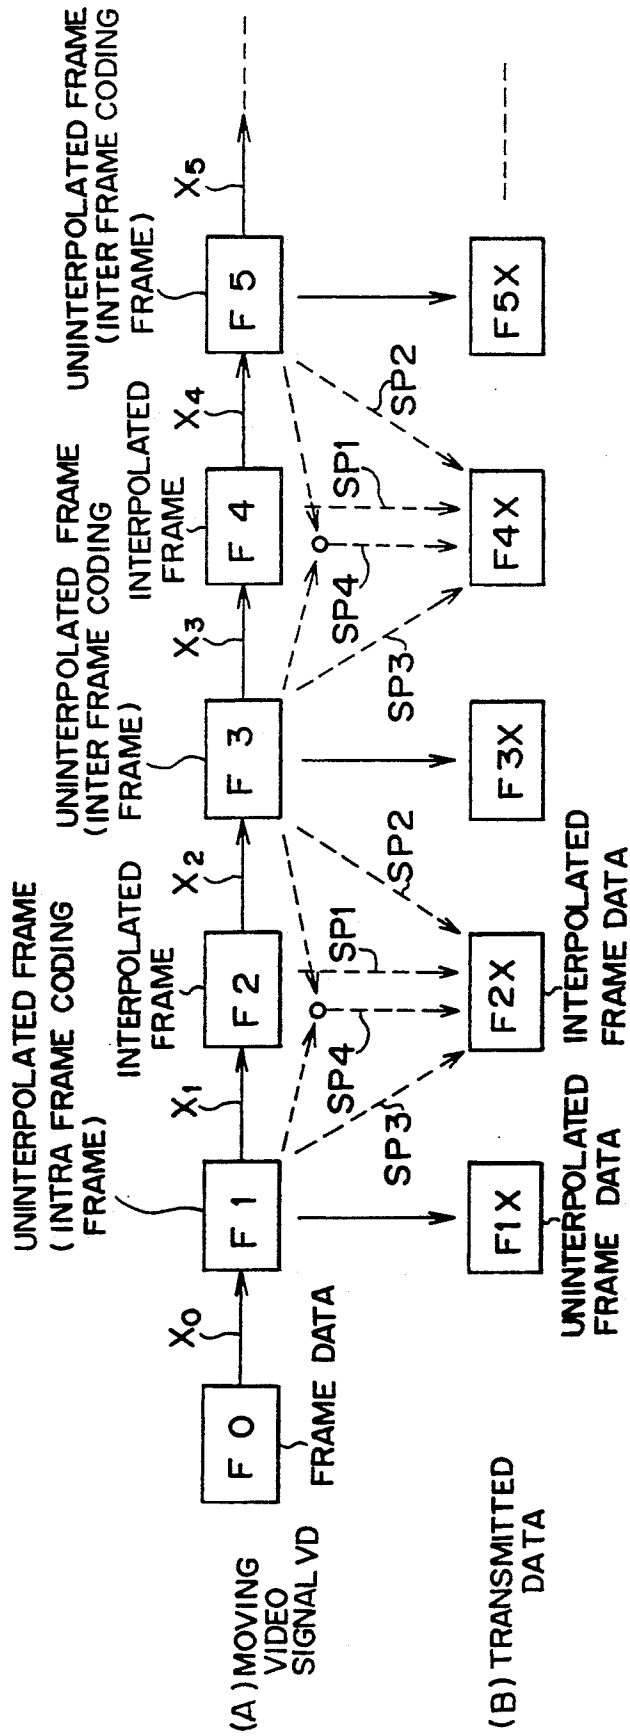 UNINTERPOLATED FRAME
(INTRA FRAME CODING
FRAME)
INTERPOLATED
FRAME
UNINTERPOLATED FRAME
(INTER FRAME CODING
FRAME)
INTERPOLATED
FRAME
UNINTERPOLATED FRAME
(INTER FRAME CODING
FRAME)
(A) MOVING
VIDEO
SIGNAL VD
F 0
FRAME DATA
X0
F 1
X1
F 2
X2
F 3
X3
F 4
X4
F 5
X5
SP3
SP4
SP1
SP2
SP3
SP4
SP1
SP2
(B) TRANSMITTED
DATA
F1X
UNINTERPOLATED
FRAME DATA
F2X
INTERPOLATED
FRAME DATA
F3X
F4X
F5X